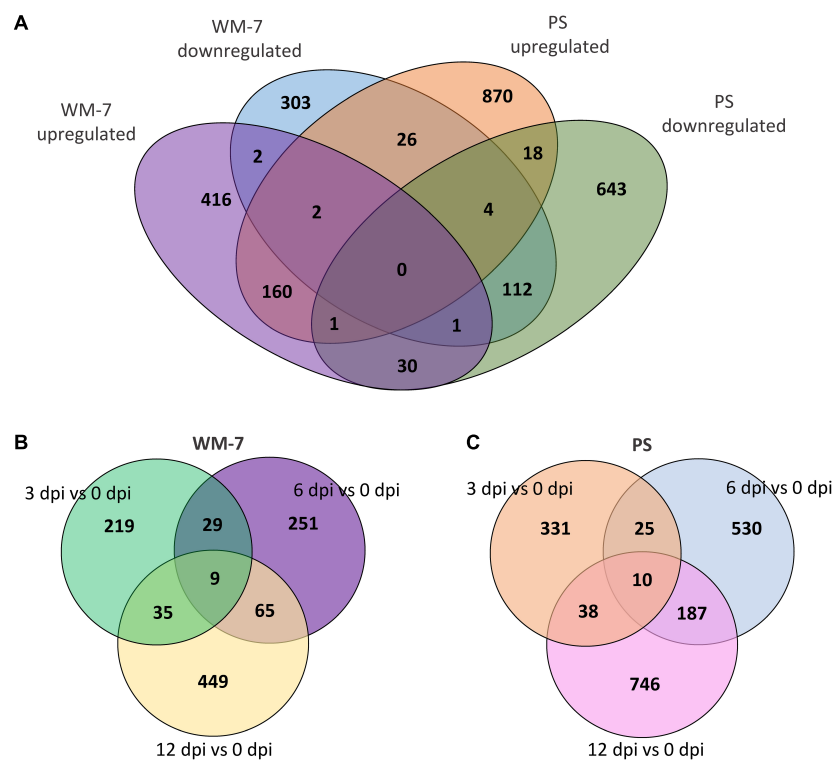 A
WM-7
downregulated
PS
upregulated
WM-7
upregulated
PS
downregulated
303
870
26
2
18
416
643
2
4
0
160
112
1
1
30
B
WM-7
3 dpi vs 0 dpi
6 dpi vs 0 dpi
219
29
251
9
35
65
449
12 dpi vs 0 dpi
C
PS
3 dpi vs 0 dpi
6 dpi vs 0 dpi
331
25
530
10
38
187
746
12 dpi vs 0 dpi